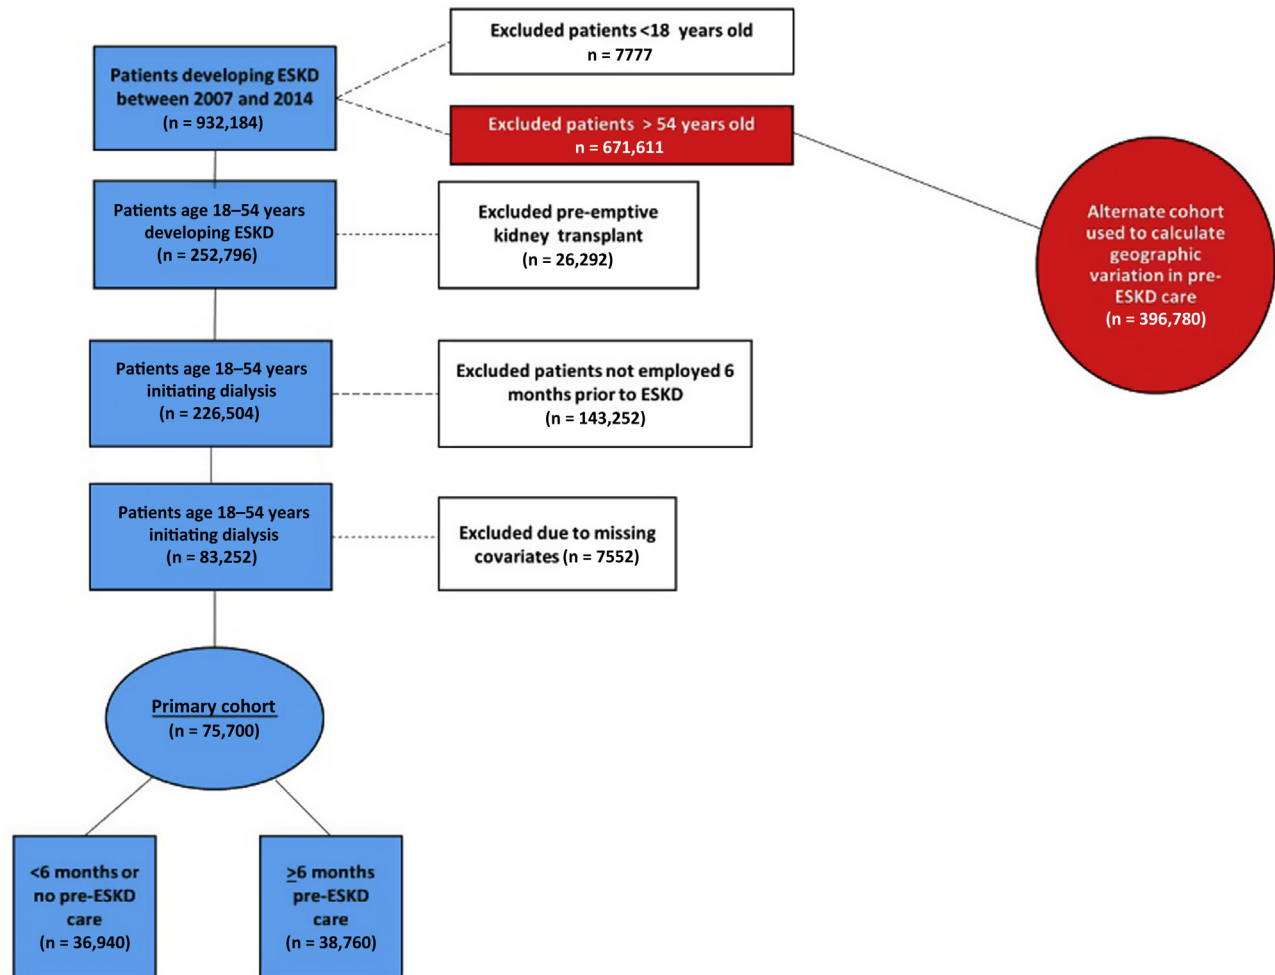 Patients developing ESKD
between 2007 and 2014
(n = 932,184)
Excluded patients <18 years old
n = 7777
Excluded patients > 54 years old
n = 671,611
Alternate cohort
used to calculate
geographic
variation in pre-
ESKD care
(n = 396,780)
Patients age 18–54 years
developing ESKD
(n = 252,796)
Excluded pre-emptive
kidney transplant
(n = 26,292)
Patients age 18–54 years
initiating dialysis
(n = 226,504)
Excluded patients not employed 6
months prior to ESKD
(n = 143,252)
Patients age 18–54 years
initiating dialysis
(n = 83,252)
Excluded due to missing
covariates (n = 7552)
Primary cohort
(n = 75,700)
<6 months or
no pre-ESKD
care
(n = 36,940)
≥6 months
pre-ESKD
care
(n = 38,760)